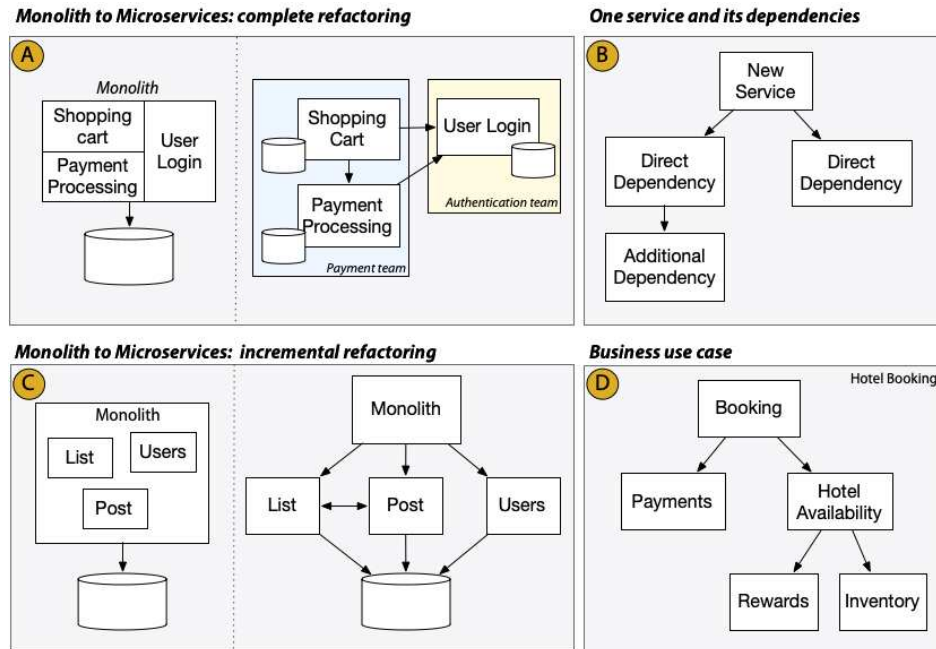 Monolith to Microservices: complete refactoring
A
Monolith
Shopping
cart
Payment
Processing
User
Login
Shopping
Cart
Payment
Processing
Payment team
User Login
Authentication team
One service and its dependencies
B
New
Service
Direct
Dependency
Direct
Dependency
Additional
Dependency
Monolith to Microservices: incremental refactoring
C
Monolith
List
Users
Post
Monolith
List
Post
Users
Business use case
D
Hotel Booking
Booking
Payments
Hotel
Availability
Rewards
Inventory